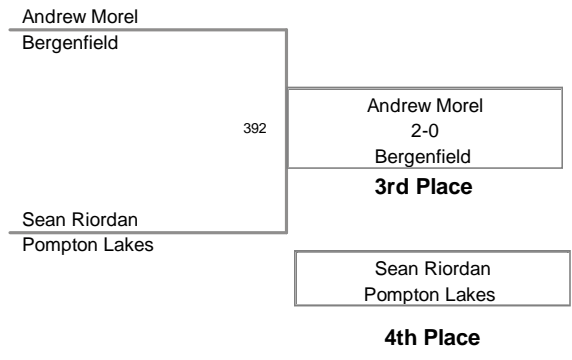 Andrew Morel
Bergenfield
392
Andrew Morel
2-0
Bergenfield
3rd Place
Sean Riordan
Pompton Lakes
Sean Riordan
Pompton Lakes
4th Place